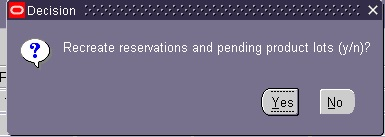 Decision
Recreate reservations and pending product lots (y/n)?
Yes No